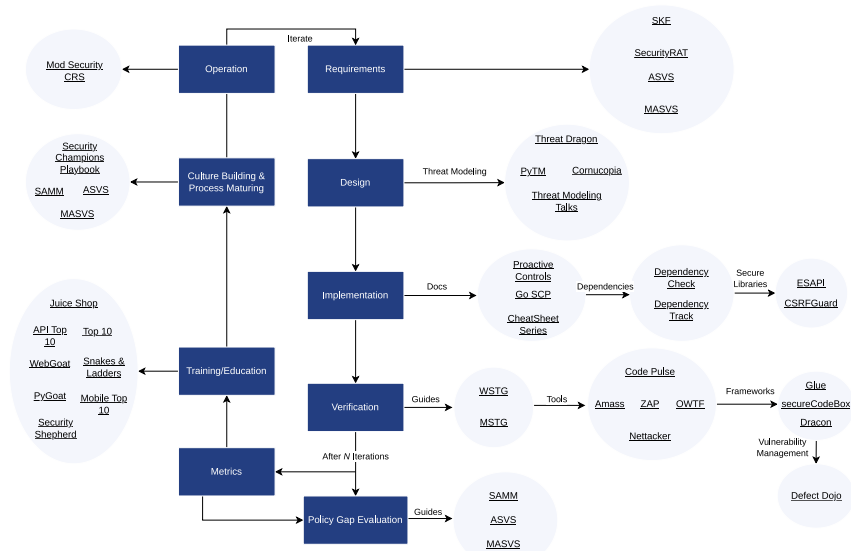 Iterate
Operation
Requirements
Mod Security
CRS
SKF
SecurityRAT
ASVS
MASVS
Culture Building &
Process Maturing
Security
Champions
Playbook
SAMM
ASVS
MASVS
Design
Threat Modeling
Threat Dragon
PyTM
Cornucopia
Threat Modeling
Talks
Implementation
Docs
Proactive
Controls
Go SCP
CheatSheet
Series
Dependencies
Dependency
Check
Dependency
Track
Secure
Libraries
ESAPI
CSRFGuard
Training/Education
Juice Shop
API Top
10
Top 10
WebGoat
Snakes &
Ladders
PyGoat
Mobile Top
10
Security
Shepherd
Verification
Guides
WSTG
MSTG
Tools
Code Pulse
Amass
ZAP
OWTF
Nettacker
Frameworks
Glue
secureCodeBox
Dracon
Vulnerability
Management
Defect Dojo
After N Iterations
Metrics
Policy Gap Evaluation
Guides
SAMM
ASVS
MASVS